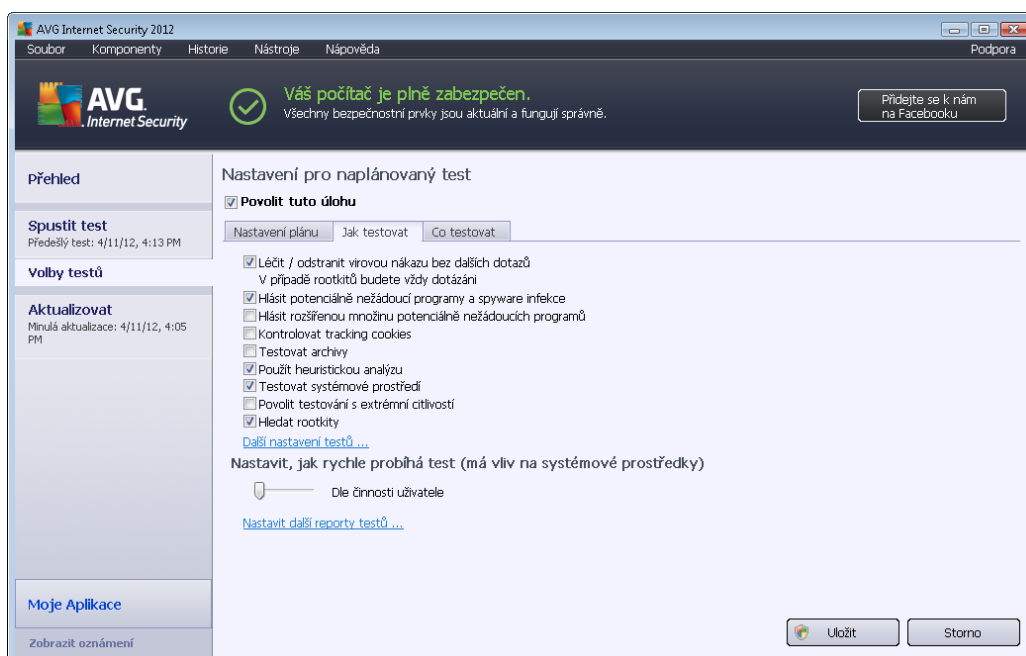 AVG Internet Security 2012
Soubor Komponenty Historie Nástroje Nápověda Podpora
AVG.
Internet Security
Váš počítač je plně zabezpečen.
Všechny bezpečnostní prvky jsou aktuální a fungují správně.
Přidejte se k nám
na Facebooku
Přehled
Spustit test
Předešlý test: 4/11/12, 4:13 PM
Volby testů
Aktualizovat
Minulá aktualizace: 4/11/12, 4:05
PM
Moje Aplikace
Zobrazit oznámení
Nastavení pro naplánovaný test
Povolit tuto úlohu
Nastavení plánu Jak testovat Co testovat
Léčit / odstranit virovou nákazu bez dalších dotazů
V případě rootkitů budete vždy dotázáni
Hlásit potenciálně nežádoucí programy a spyware infekce
Hlásit rozšířenou množinu potenciálně nežádoucích programů
Kontrolovat tracking cookies
Testovat archivy
Použít heuristickou analýzu
Testovat systémové prostředí
Povolit testování s extrémní citlivostí
Hledat rootkity
Další nastavení testů ...
Nastavit, jak rychle probíhá test (má vliv na systémové prostředky)
Dle činnosti uživatele
Nastavit další reporty testů ...
Uložit Storno